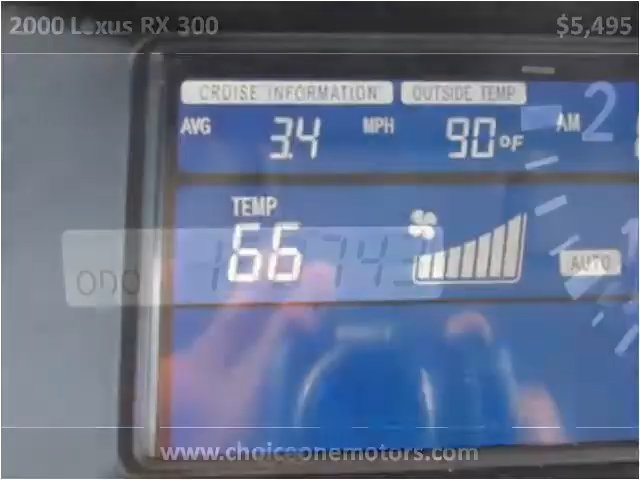 2000 Lexus RX 300 $5,495
CRUISE INFORMATION OUTSIDE TEMP
AVG 3.4 MPH 90°F AM 2
TEMP
66
ODO AUTO
www.choiceonemotors.com